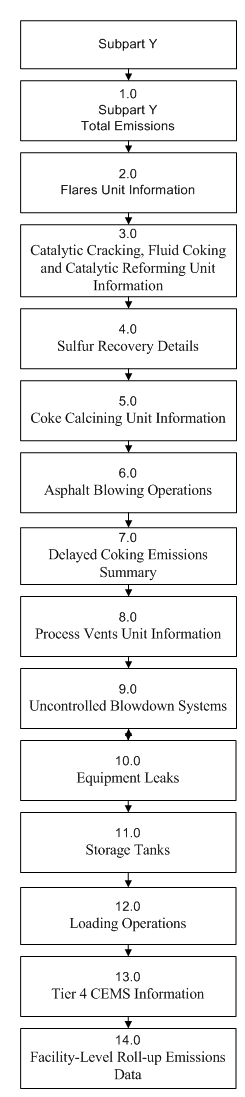 Subpart Y
1.0
Subpart Y
Total Emissions
2.0
Flares Unit Information
3.0
Catalytic Cracking, Fluid Coking
and Catalytic Reforming Unit
Information
4.0
Sulfur Recovery Details
5.0
Coke Calcining Unit Information
6.0
Asphalt Blowing Operations
7.0
Delayed Coking Emissions
Summary
8.0
Process Vents Unit Information
9.0
Uncontrolled Blowdown Systems
10.0
Equipment Leaks
11.0
Storage Tanks
12.0
Loading Operations
13.0
Tier 4 CEMS Information
14.0
Facility-Level Roll-up Emissions
Data